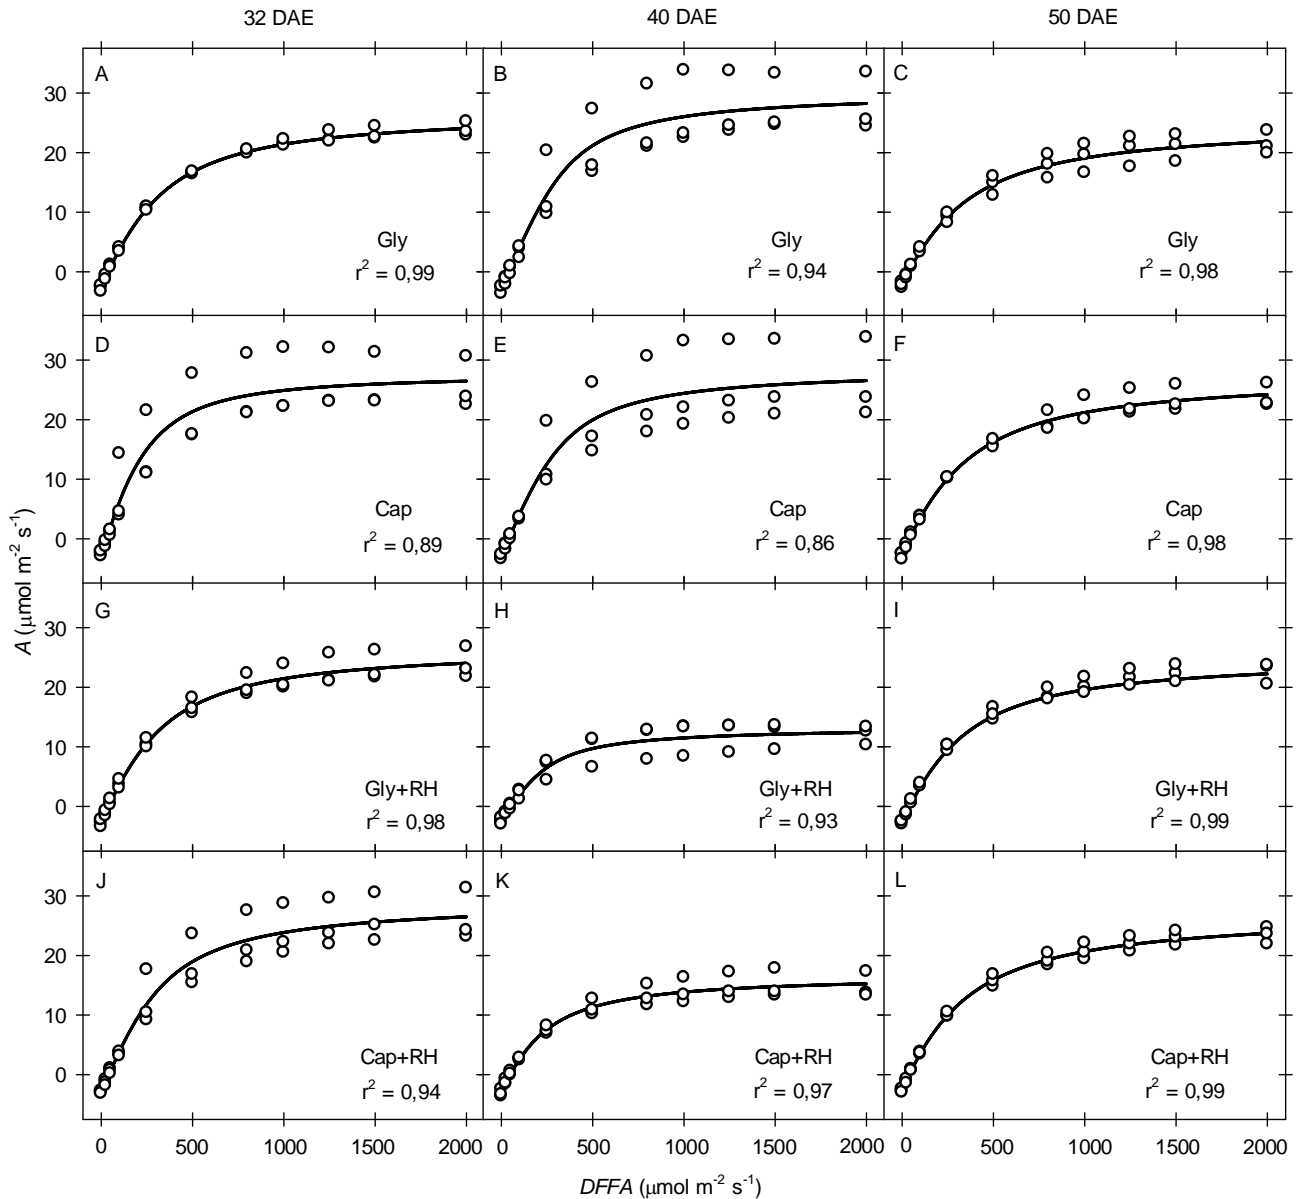 32 DAE 40 DAE 50 DAE
A B C
30
20
10
0
Gly Gly Gly
r² = 0,99 r² = 0,94 r² = 0,98
D E F
30
20
10
0
Cap Cap Cap
r² = 0,89 r² = 0,86 r² = 0,98
A (μmol m⁻² s⁻¹)
G H I
30
20
10
0
Gly+RH Gly+RH Gly+RH
r² = 0,98 r² = 0,93 r² = 0,99
J K L
30
20
10
0
Cap+RH Cap+RH Cap+RH
r² = 0,94 r² = 0,97 r² = 0,99
0 500 1000 1500 2000 0 500 1000 1500 2000 0 500 1000 1500 2000
DFFA (μmol m⁻² s⁻¹)